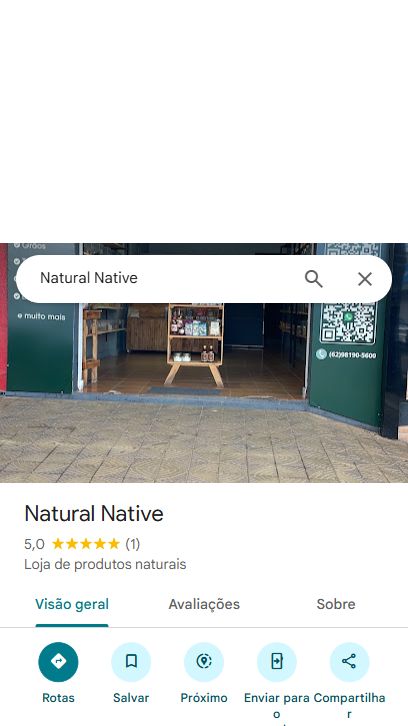 Grãos
Natural Native
e muito mais
(62)98190-5600
Natural Native
5,0 (1)
Loja de produtos naturais
Visão geral
Avaliações
Sobre
Rotas
Salvar
Próximo
Enviar para
o
Compartilha
r